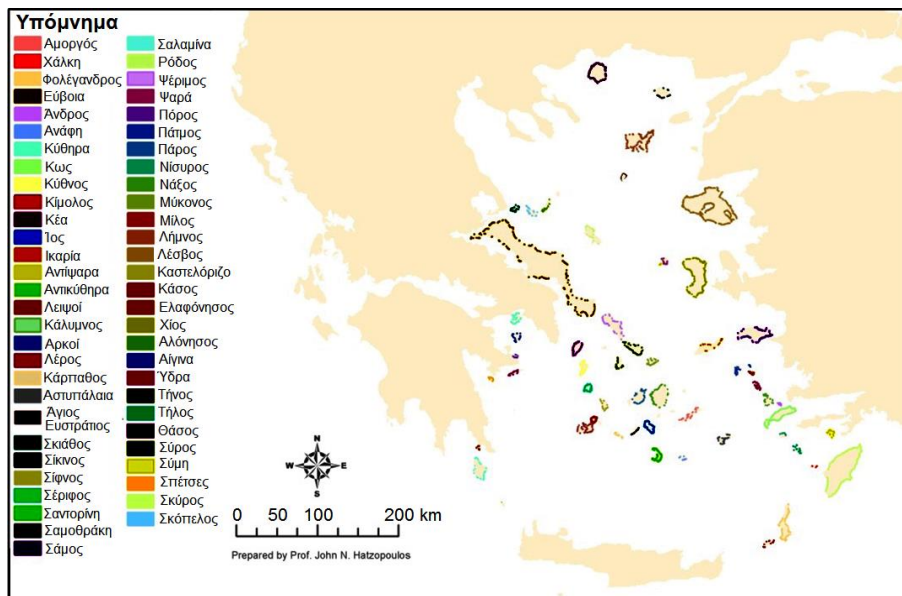 Υπόμνημα
Αμοργός
Χάλκη
Φολέγανδρος
Εύβοια
Άνδρος
Ανάφη
Κύθηρα
Κως
Κύθνος
Κίμολος
Κέα
Ίος
Ικαρία
Αντίψαρα
Αντικύθηρα
Λειψοί
Κάλυμνος
Αρκοί
Λέρος
Κάρπαθος
Αστυπάλαια
Άγιος
Ευστράτιος
Σκιάθος
Σίκινος
Σίφνος
Σέριφος
Σαντορίνη
Σαμοθράκη
Σάμος
Σαλαμίνα
Ρόδος
Ψέριμος
Ψαρά
Πόρος
Πάτμος
Πάρος
Νίσυρος
Νάξος
Μύκονος
Μίλος
Λήμνος
Λέσβος
Καστελόριζο
Κάσος
Ελαφόνησος
Χίος
Αλόνησος
Αίγινα
Ύδρα
Τήνος
Τήλος
Θάσος
Σύρος
Σύμη
Σπέτσες
Σκύρος
Σκόπελος
N
W E
S
0 50 100 200 km
Prepared by Prof. John N. Hatzopoulos